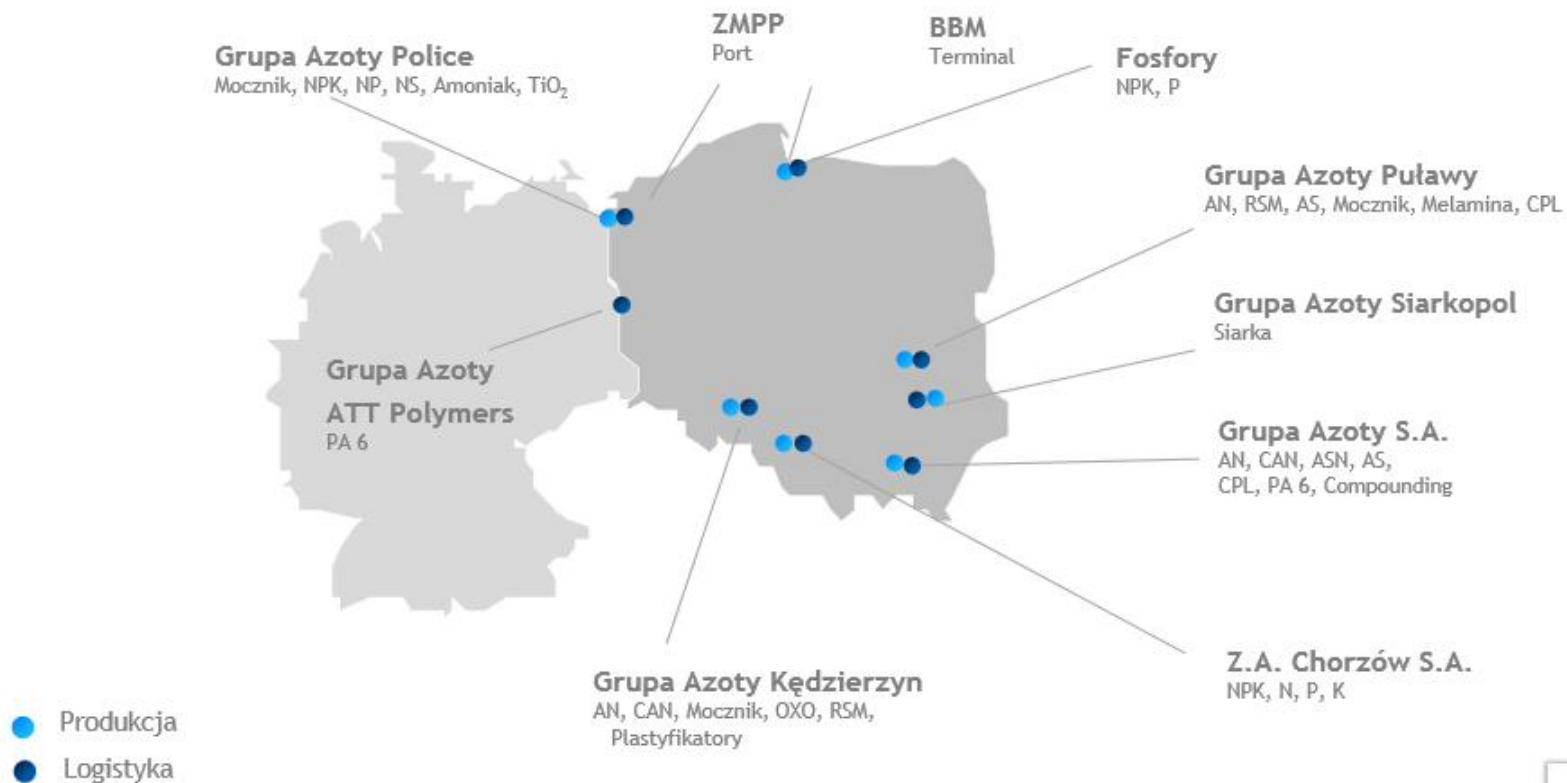 ZMPP
Port
BBM
Terminal
Grupa Azoty Police
Mocznik, NPK, NP, NS, Amoniak, TiO₂
Fosfory
NPK, P
Grupa Azoty Puławy
AN, RSM, AS, Mocznik, Melamina, CPL
Grupa Azoty Siarkopol
Siarka
Grupa Azoty
ATT Polymers
PA 6
Grupa Azoty S.A.
AN, CAN, ASN, AS,
CPL, PA 6, Compounding
Grupa Azoty Kędzierzyn
AN, CAN, Mocznik, OXO, RSM,
Plastyfikatory
Z.A. Chorzów S.A.
NPK, N, P, K
Produkcja
Logistyka